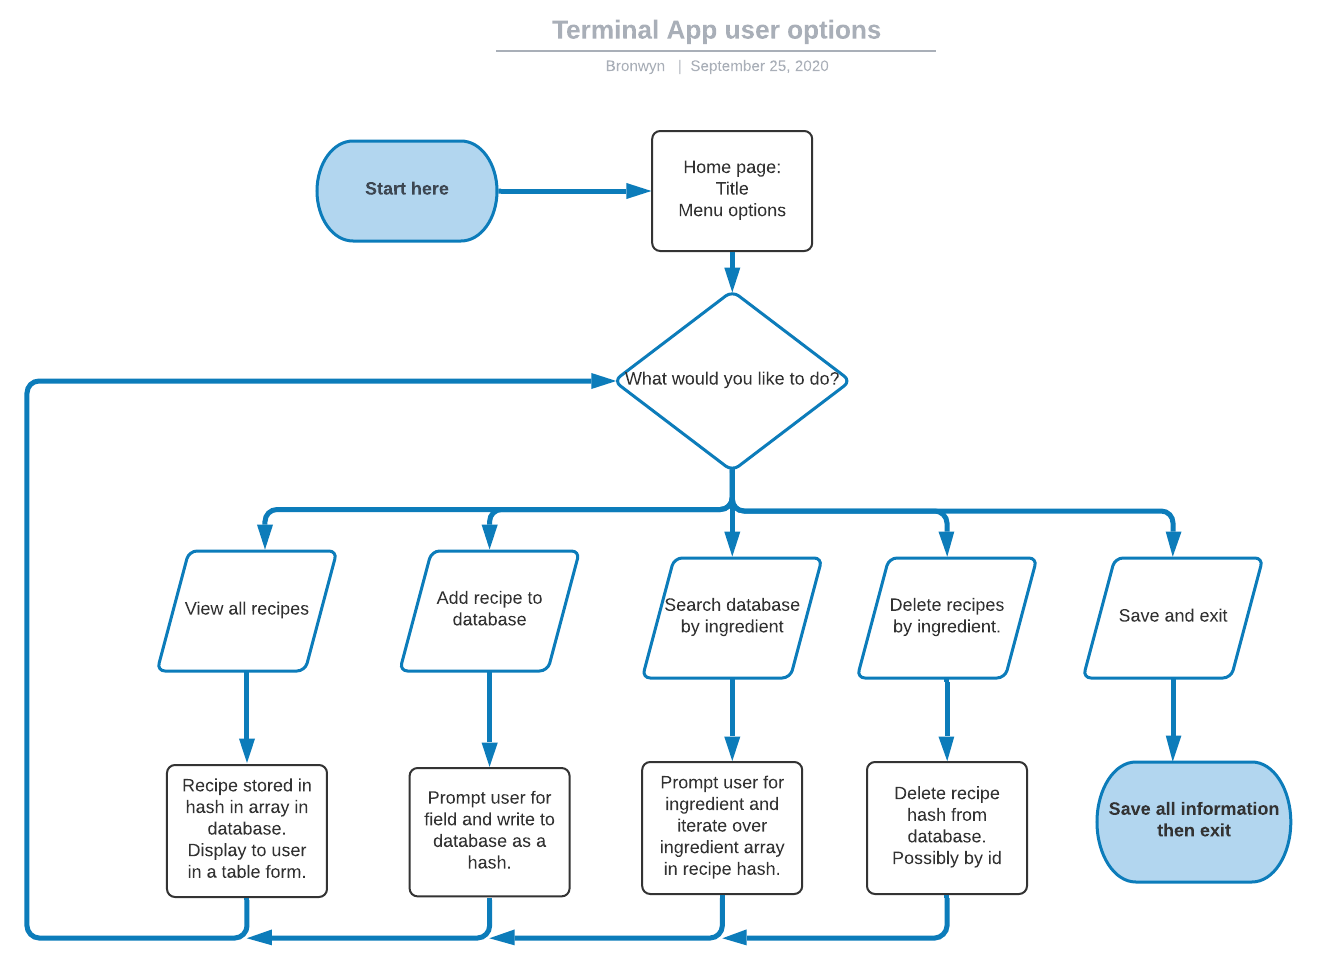 Terminal App user options
Bronwyn | September 25, 2020
Start here
Home page:
Title
Menu options
What would you like to do?
View all recipes
Add recipe to
database
Search database
by ingredient
Delete recipes
by ingredient.
Save and exit
Recipe stored in
hash in array in
database.
Display to user
in a table form.
Prompt user for
field and write to
database as a
hash.
Prompt user for
ingredient and
iterate over
ingredient array
in recipe hash.
Delete recipe
hash from
database.
Possibly by id
Save all information
then exit